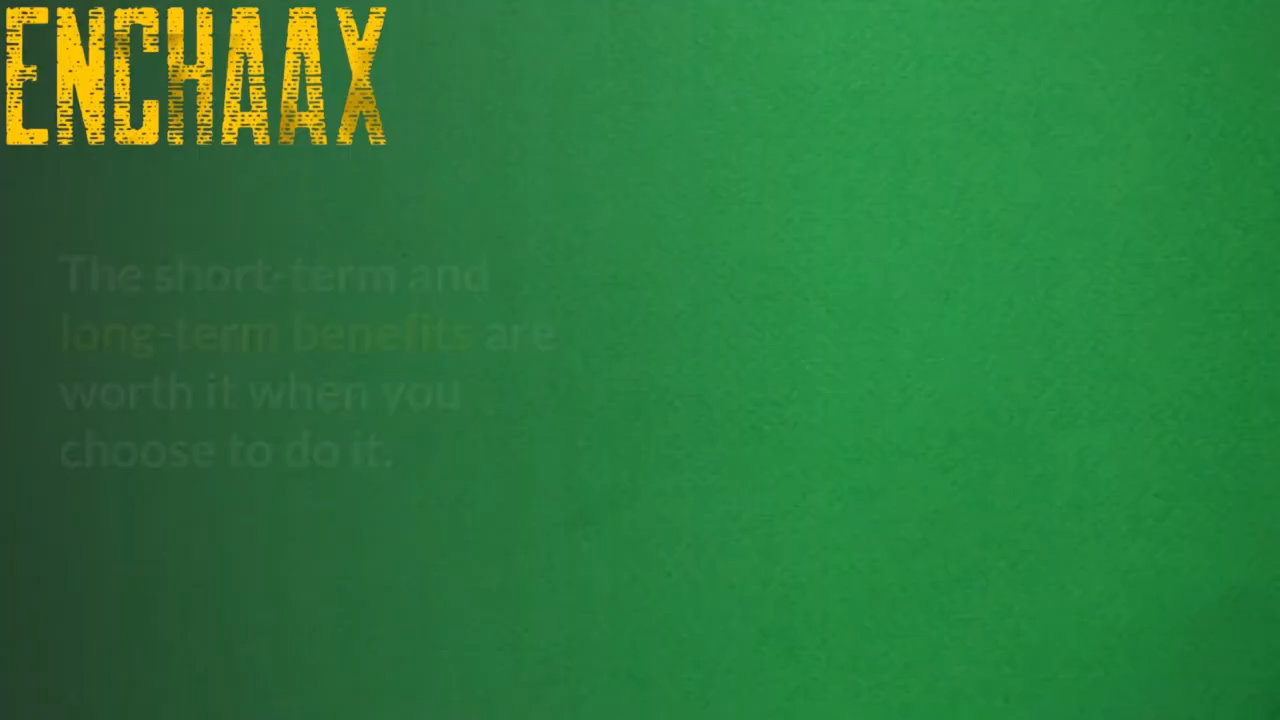 ENCHAAX
The short-term and
long-term benefits are
worth it when you
choose to do it.